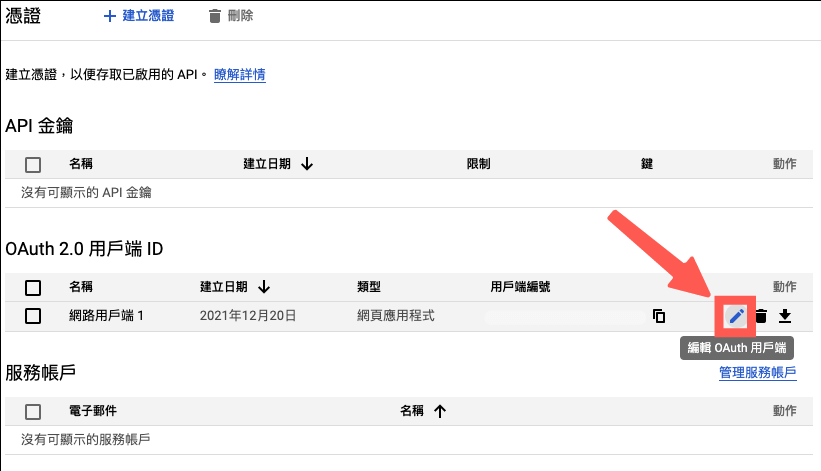 憑證 建立憑證 刪除
建立憑證，以便存取已啟用的 API。 瞭解詳情
API 金鑰
名稱 建立日期 限制 鍵 動作
沒有可顯示的 API 金鑰
OAuth 2.0 用戶端 ID
名稱 建立日期 類型 用戶端編號 動作
網路用戶端 1 2021年12月20日 網頁應用程式
編輯 OAuth 用戶端
服務帳戶 管理服務帳戶
電子郵件 名稱 動作
沒有可顯示的服務帳戶